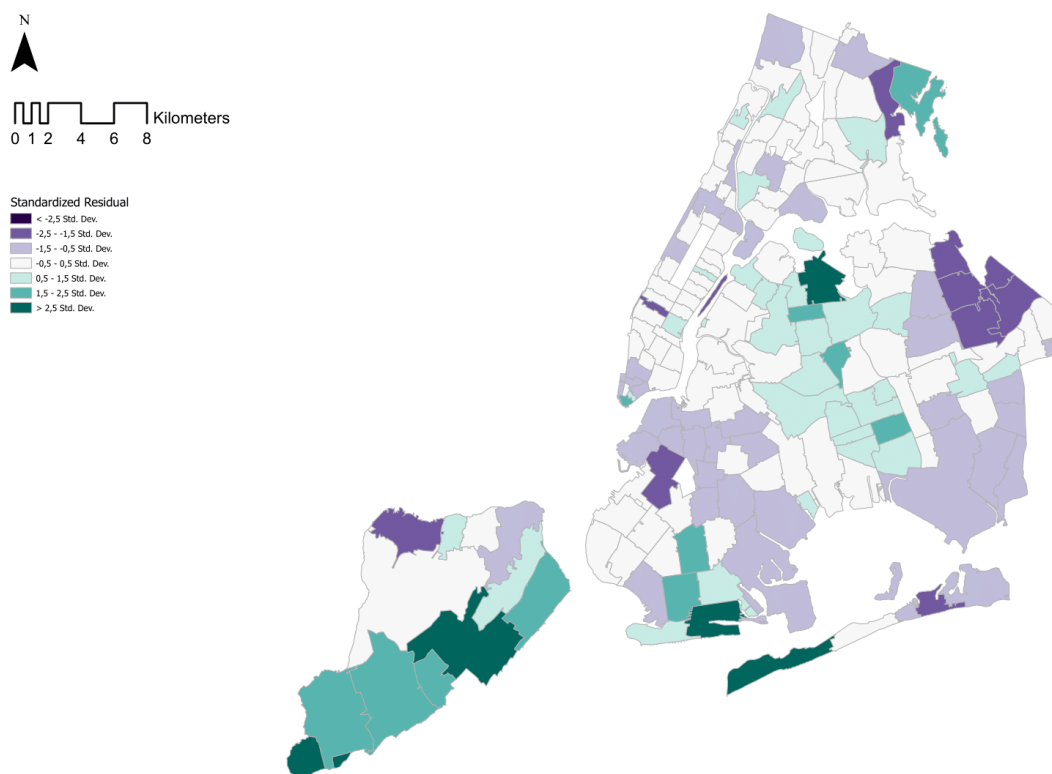 N
Kilometers
0 1 2 4 6 8
Standardized Residual
< -2,5 Std. Dev.
-2,5 - -1,5 Std. Dev.
-1,5 - -0,5 Std. Dev.
-0,5 - 0,5 Std. Dev.
0,5 - 1,5 Std. Dev.
1,5 - 2,5 Std. Dev.
> 2,5 Std. Dev.